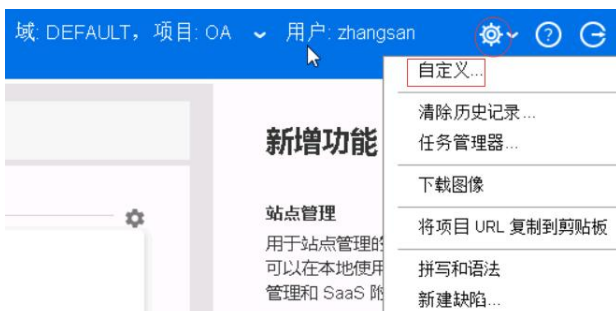 域: DEFAULT，项目: OA 用户: zhangsan
自定义...
清除历史记录...
任务管理器...
下载图像
将项目 URL 复制到剪贴板
拼写和语法
新建缺陷...
新增功能
站点管理
用于站点管理的
可以在本地使用
管理和 SaaS